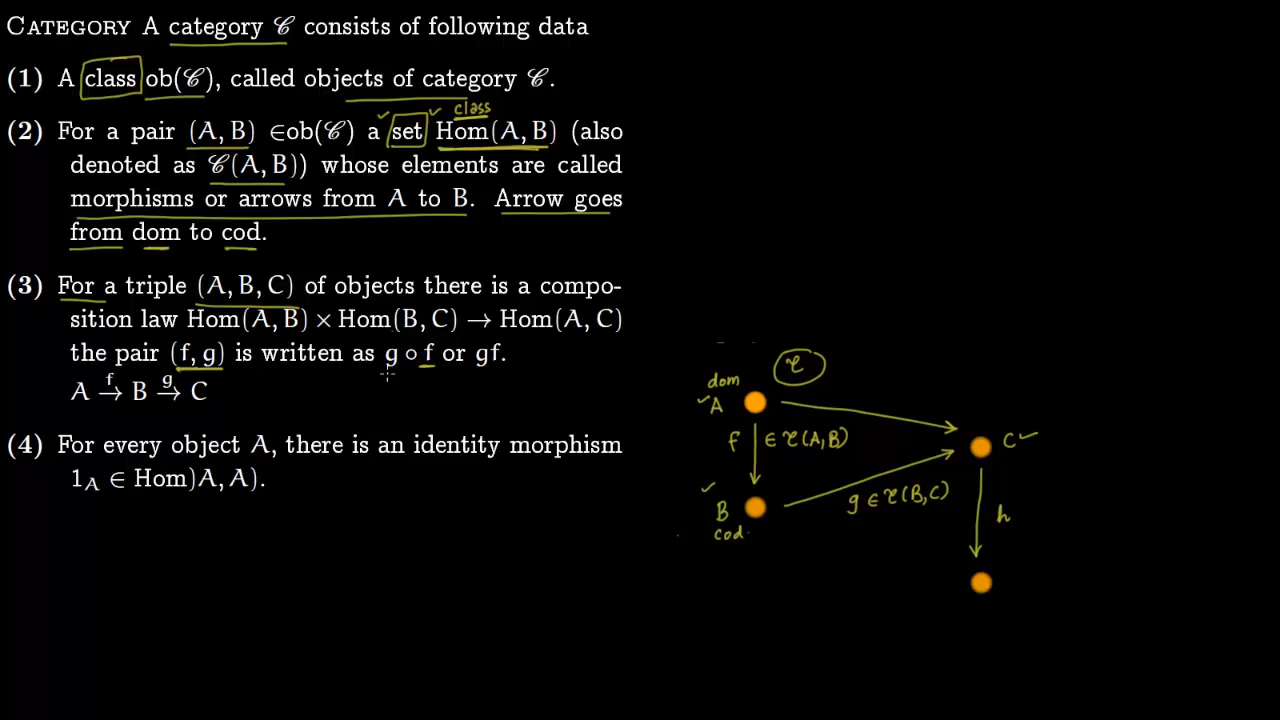 CATEGORY A category 𝒞 consists of following data
(1) A class ob(𝒞), called objects of category 𝒞.
class
(2) For a pair (A, B) ∈ob(𝒞) a set Hom(A, B) (also
denoted as 𝒞(A, B)) whose elements are called
morphisms or arrows from A to B. Arrow goes
from dom to cod.
(3) For a triple (A, B, C) of objects there is a compo-
sition law Hom(A, B) × Hom(B, C) → Hom(A, C)
the pair (f, g) is written as g ∘ f or gf.
A →f B →g C
(4) For every object A, there is an identity morphism
1_A ∈ Hom)A, A).
𝒞
dom
A
f ∈ 𝒞(A, B)
C
g ∈ 𝒞(B, C)
B
cod.
h